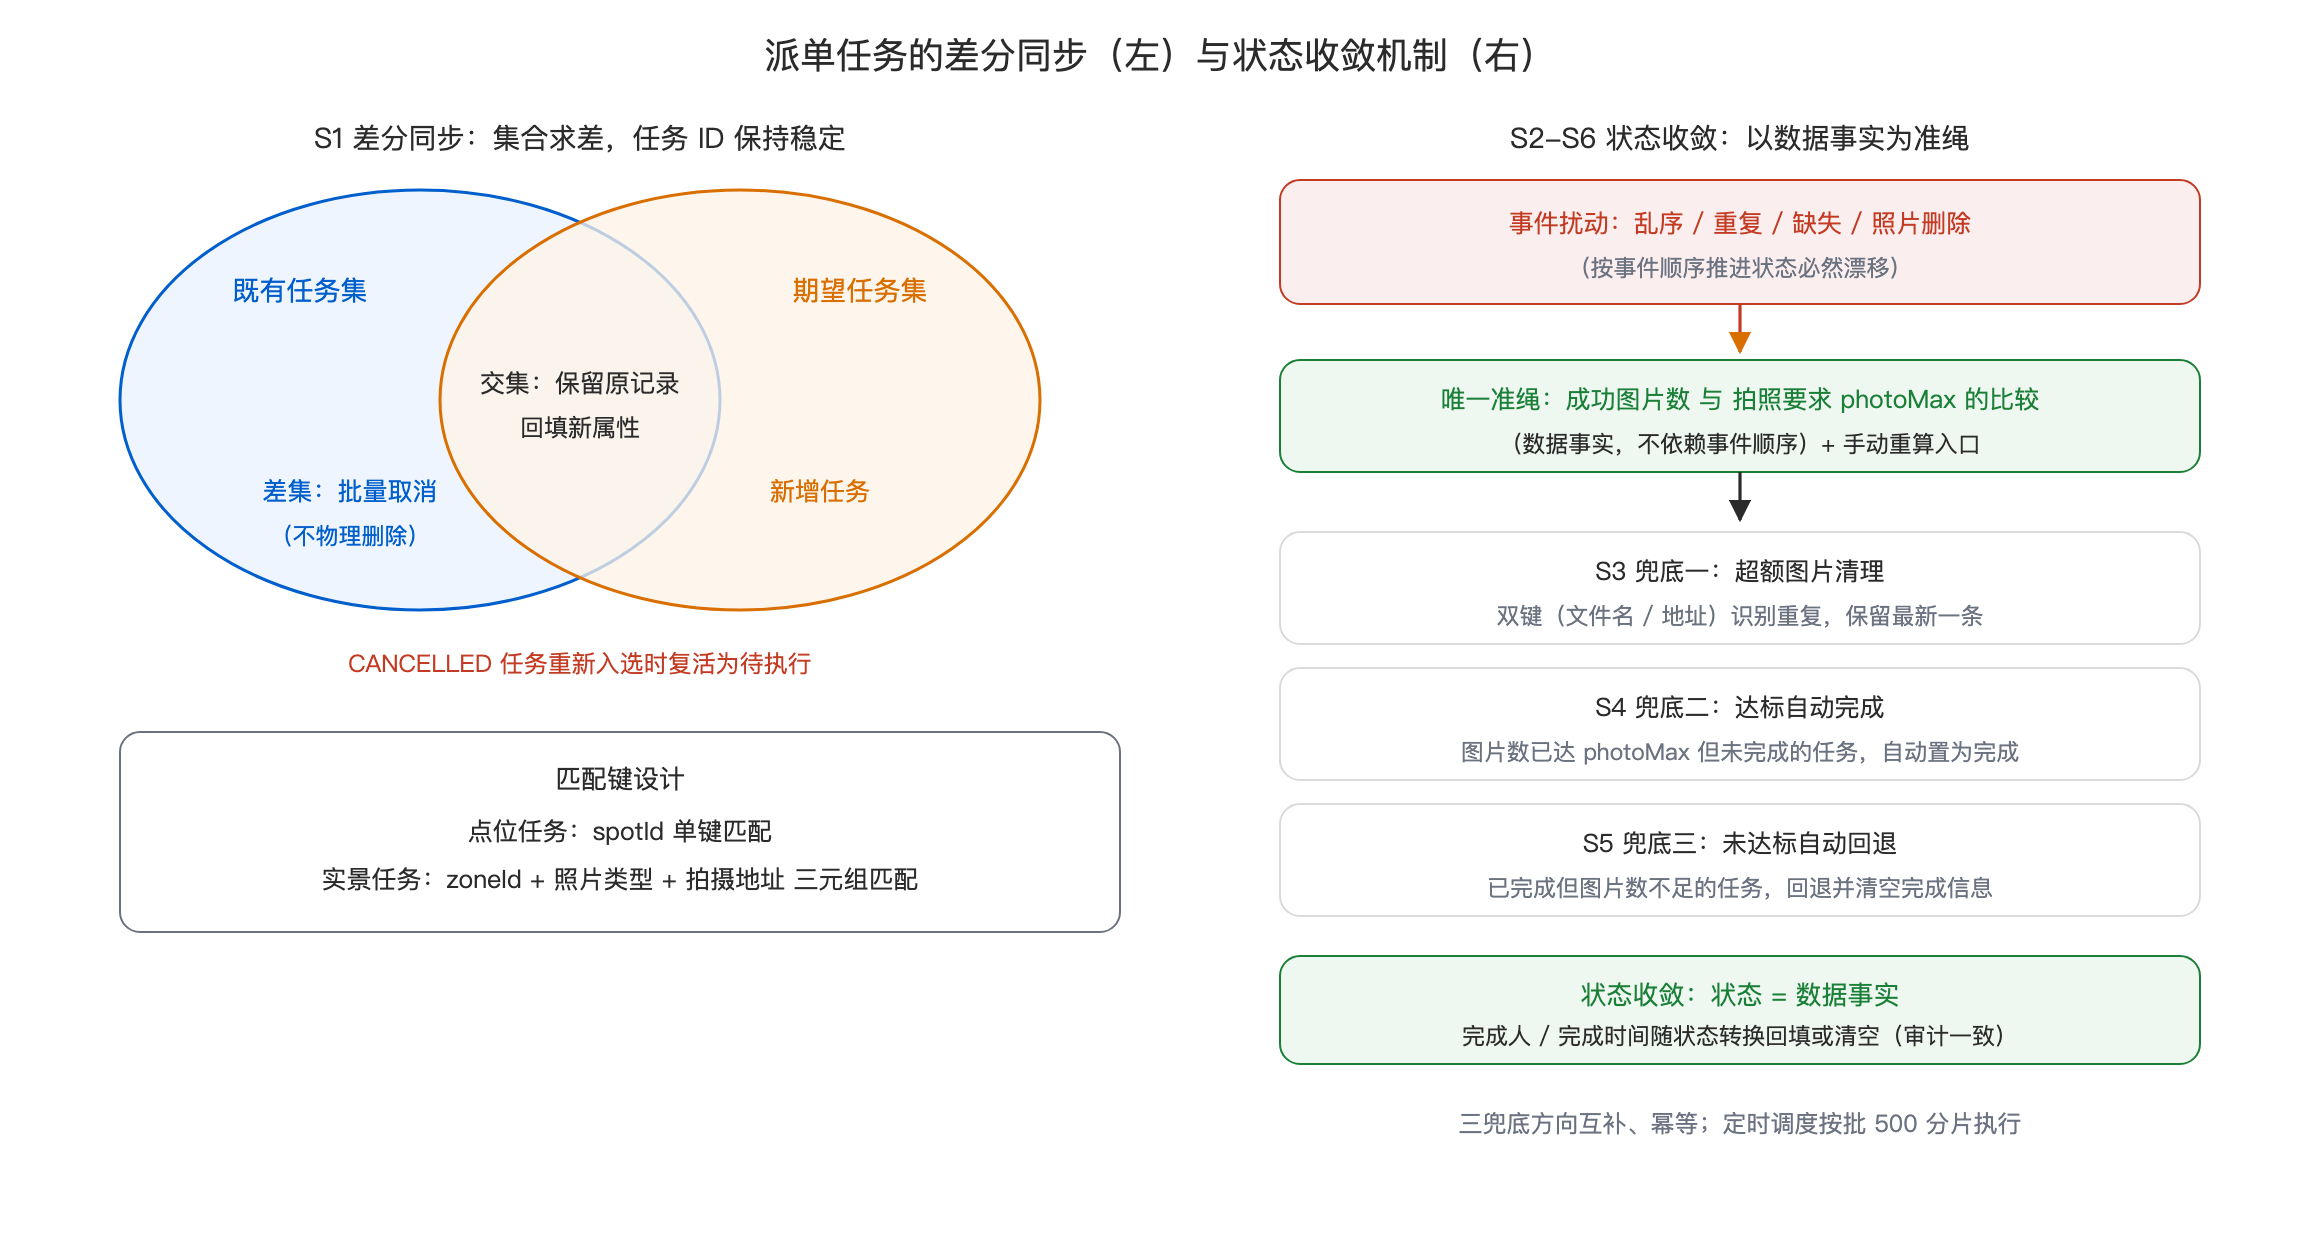 派单任务的差分同步（左）与状态收敛机制（右）
S1 差分同步：集合求差，任务 ID 保持稳定
既有任务集
期望任务集
交集：保留原记录
回填新属性
差集：批量取消
（不物理删除）
新增任务
CANCELLED 任务重新入选时复活为待执行
匹配键设计
点位任务：spotId 单键匹配
实景任务：zoneId + 照片类型 + 拍摄地址 三元组匹配
S2–S6 状态收敛：以数据事实为准绳
事件扰动：乱序 / 重复 / 缺失 / 照片删除
（按事件顺序推进状态必然漂移）
唯一准绳：成功图片数 与 拍照要求 photoMax 的比较
（数据事实，不依赖事件顺序）+ 手动重算入口
S3 兜底一：超额图片清理
双键（文件名 / 地址）识别重复，保留最新一条
S4 兜底二：达标自动完成
图片数已达 photoMax 但未完成的任务，自动置为完成
S5 兜底三：未达标自动回退
已完成但图片数不足的任务，回退并清空完成信息
状态收敛：状态 = 数据事实
完成人 / 完成时间随状态转换回填或清空（审计一致）
三兜底方向互补、幂等；定时调度按批 500 分片执行